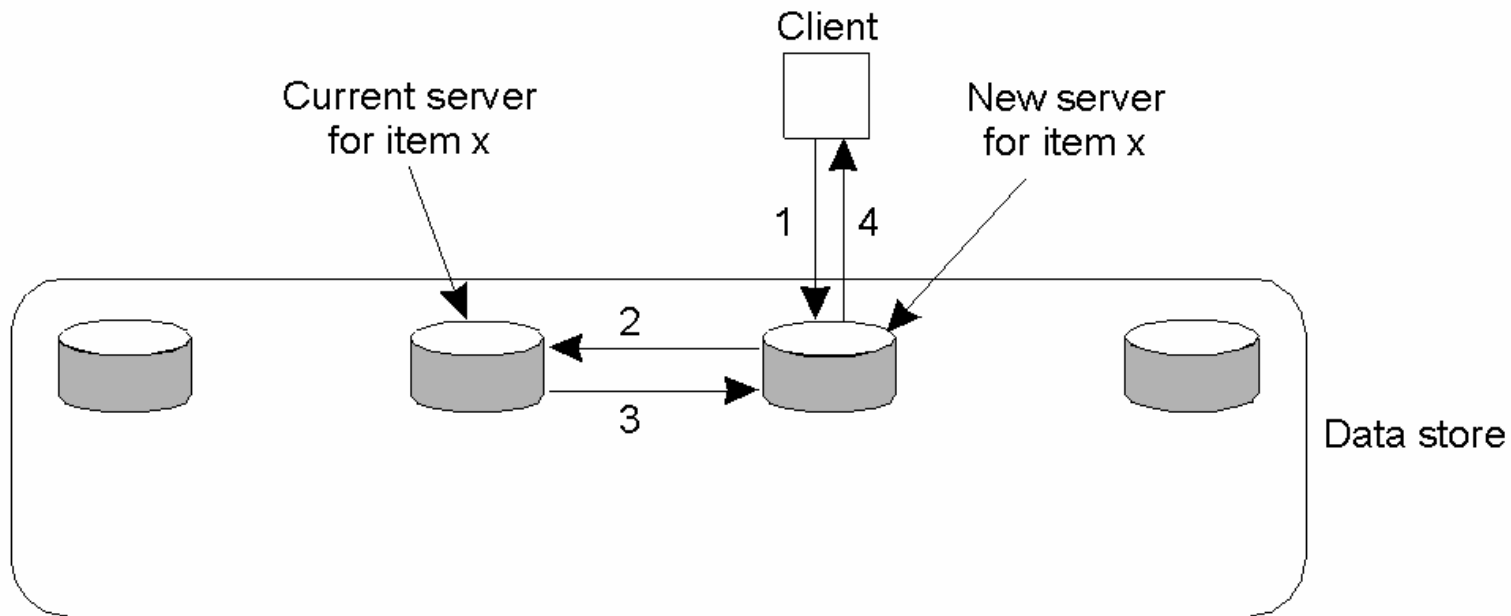 Client
Current server
for item x
New server
for item x
1
4
2
3
Data store